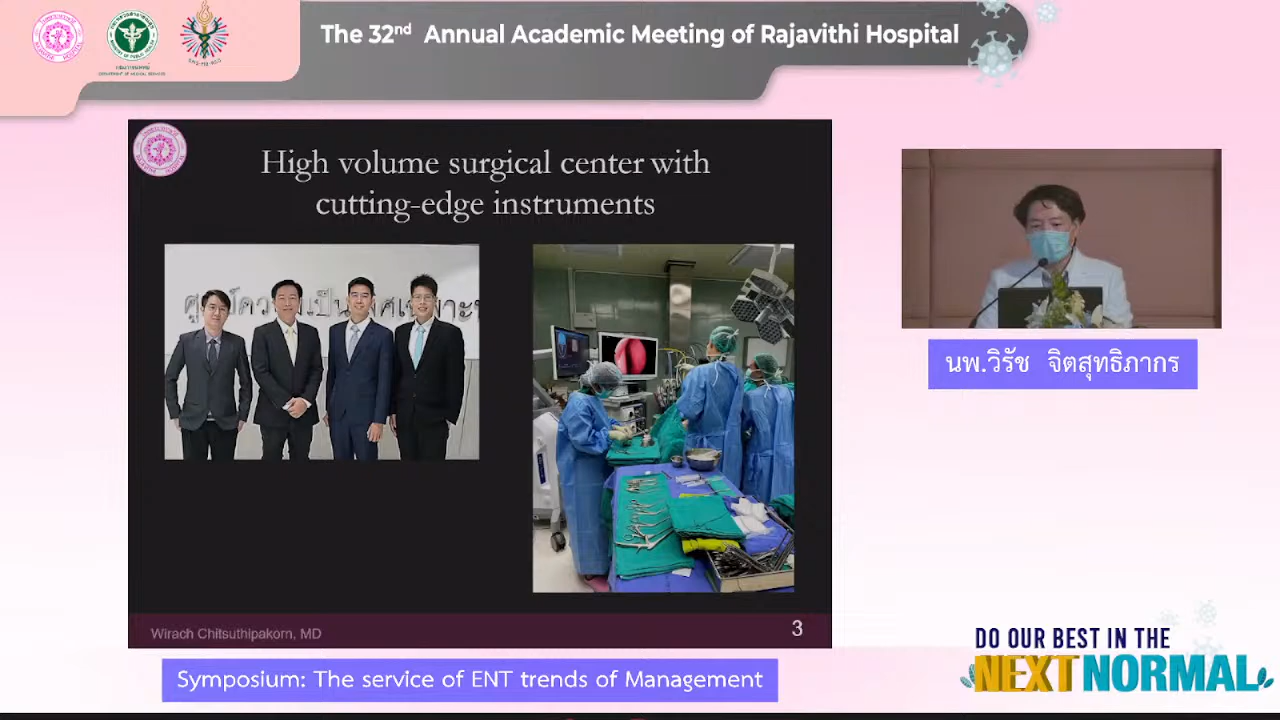 The 32nd Annual Academic Meeting of Rajavithi Hospital
High volume surgical center with
cutting-edge instruments
นพ.วิรัช จิตสุทธิภากร
Wirach Chitsuthipakorn, MD
3
Symposium: The service of ENT trends of Management
DO OUR BEST IN THE
NEXT NORMAL